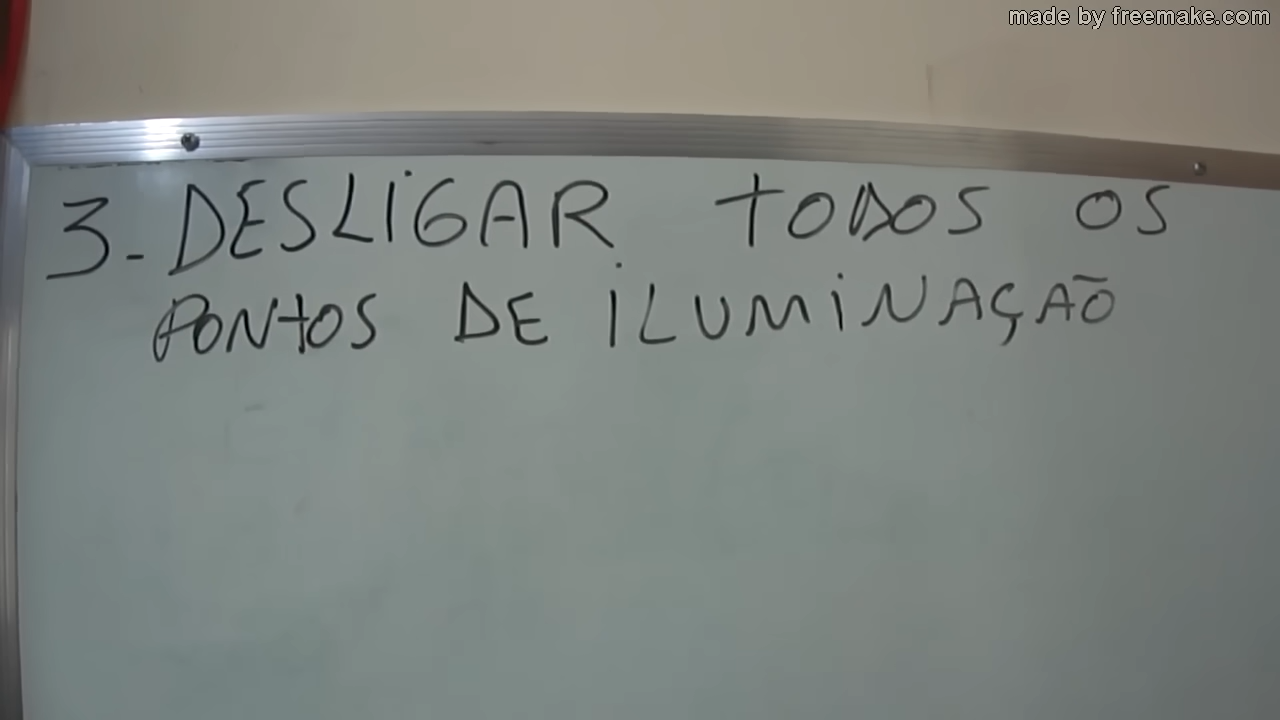 made by freemake.com
3. DESLiGAR TODOS OS
PONTOS DE iLUMiNAÇÃO